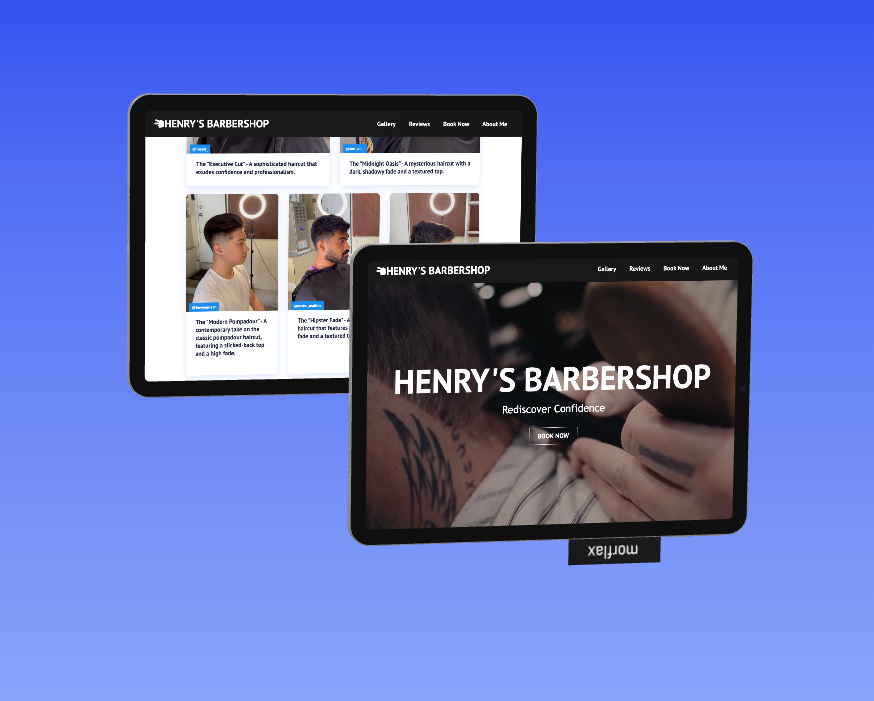 HENRY'S BARBERSHOP
Gallery Reviews Book Now About Me
The "Executive Cut" - A sophisticated haircut that
exudes confidence and professionalism.
The "Midnight Oasis" - A mysterious haircut with a
dark, shadowy fade and a textured top.
The "Modern Pompadour" - A
contemporary take on the
classic pompadour haircut,
featuring a slicked-back top
and a high fade.
The "Hipster Fade" - A
haircut that features
fade and a textured
HENRY'S BARBERSHOP
Gallery Reviews Book Now About Me
HENRY'S BARBERSHOP
Rediscover Confidence
BOOK NOW
morflax